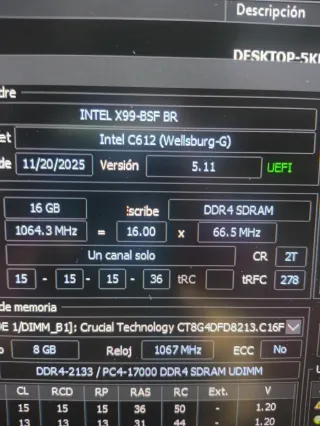 Descripción
DESKTOP-5K
dre
INTEL X99-BSF BR
et Intel C612 (Wellsburg-G)
de 11/20/2025 Versión 5.11 UEFI
16 GB scribe DDR4 SDRAM
1064.3 MHz = 16.00 x 66.5 MHz
Un canal solo CR 2T
15 - 15 - 15 - 36 tRC tRFC 278
de memoria
E 1/DIMM_B1]: Crucial Technology CT8G4DFD8213.C16F
o 8 GB Reloj 1067 MHz ECC No
DDR4-2133 / PC4-17000 DDR4 SDRAM UDIMM
CL RCD RP RAS RC Ext. V
15 15 15 36 50 - 1.20
13 13 13 31 44 - 1.20